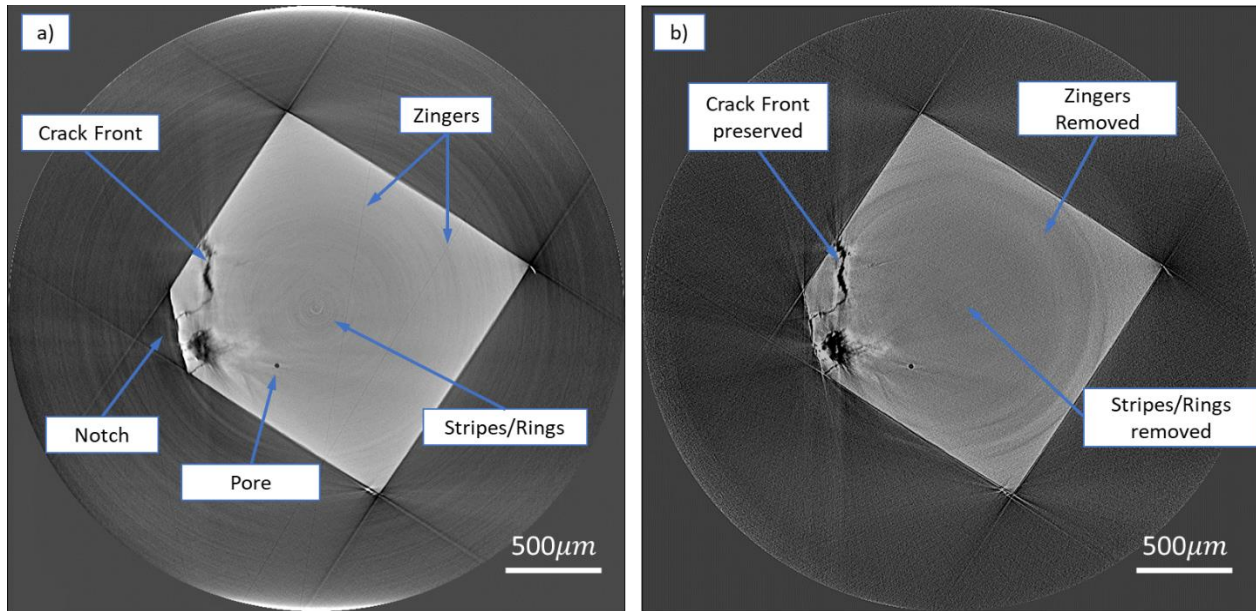 a)
Crack Front
Zingers
Notch
Pore
Stripes/Rings
500μm
b)
Crack Front
preserved
Zingers
Removed
Stripes/Rings
removed
500μm